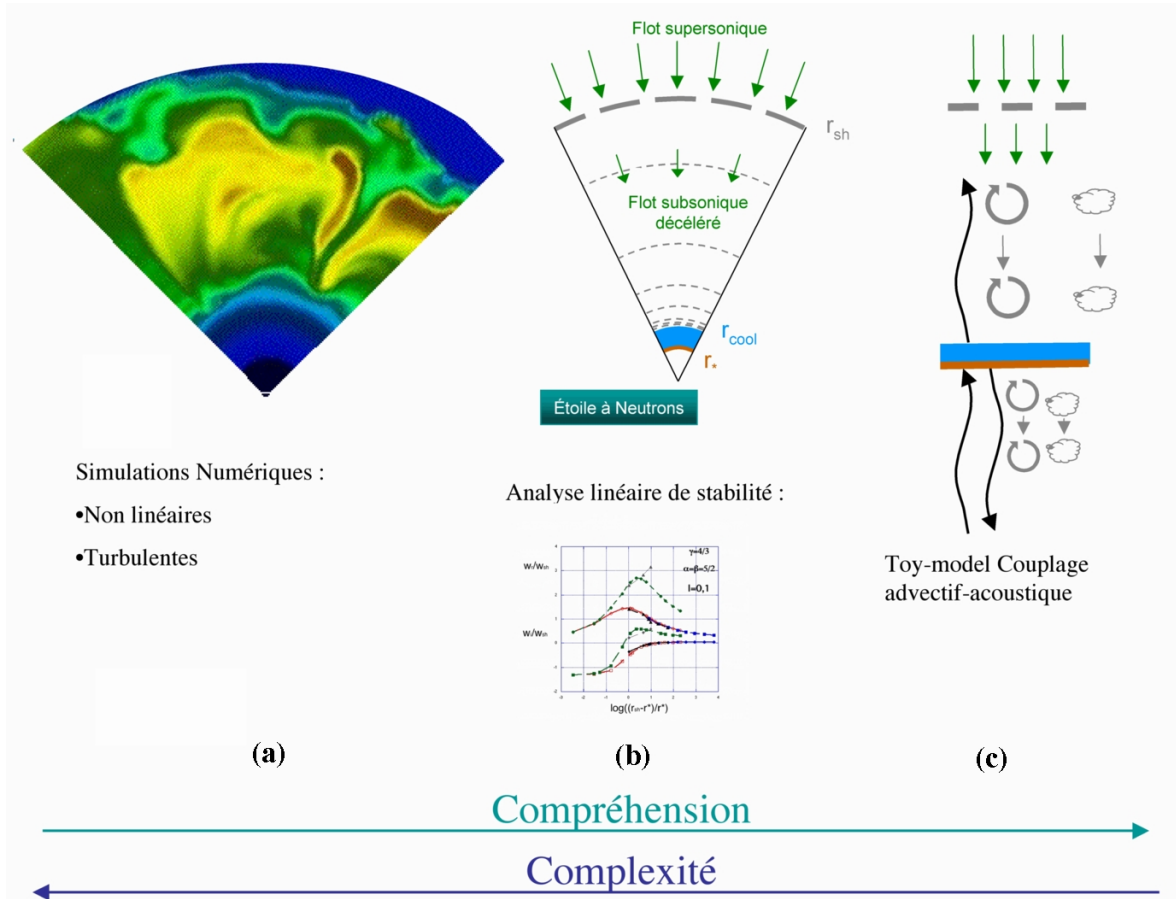 Flot supersonique
r_sh
Flot subsonique
décéléré
r_cool
r_*
Étoile à Neutrons
Simulations Numériques :
•Non linéaires
•Turbulentes
Analyse linéaire de stabilité :
γ=4/3
α=β=5/2
l=0,1
log((r_sh-r*)/r*)
Toy-model Couplage
advectif-acoustique
(a)
(b)
(c)
Compréhension
Complexité